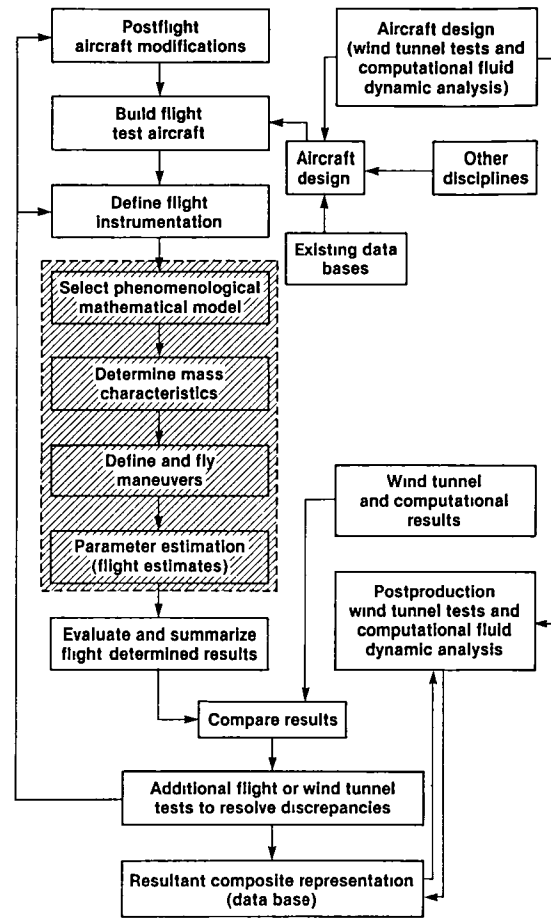 Postflight
aircraft modifications
Build flight
test aircraft
Define flight
instrumentation
Select phenomenological
mathematical model
Determine mass
characteristics
Define and fly
maneuvers
Parameter estimation
(flight estimates)
Evaluate and summarize
flight determined results
Aircraft design
(wind tunnel tests and
computational fluid
dynamic analysis)
Aircraft
design
Other
disciplines
Existing data
bases
Wind tunnel
and computational
results
Postproduction
wind tunnel tests and
computational fluid
dynamic analysis
Compare results
Additional flight or wind tunnel
tests to resolve discrepancies
Resultant composite representation
(data base)